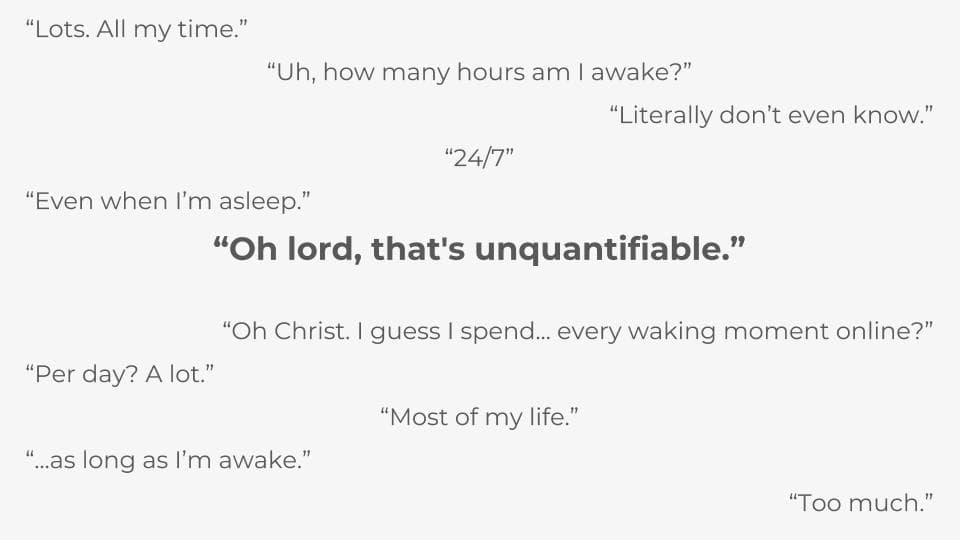 “Lots. All my time.”
“Uh, how many hours am I awake?”
“Literally don’t even know.”
“24/7”
“Even when I’m asleep.”
“Oh lord, that's unquantifiable.”
“Oh Christ. I guess I spend... every waking moment online?”
“Per day? A lot.”
“Most of my life.”
“...as long as I’m awake.”
“Too much.”